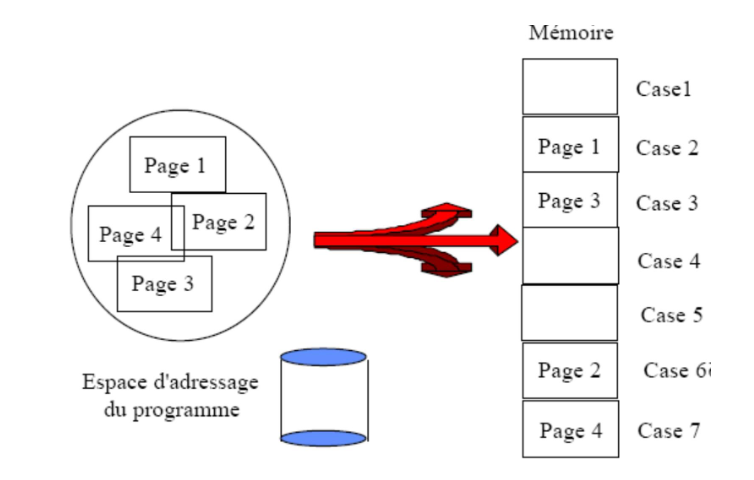 Mémoire
Case1
Page 1
Case 2
Page 3
Case 3
Case 4
Case 5
Page 2
Case 6
Page 4
Case 7
Page 1
Page 2
Page 4
Page 3
Espace d'adressage
du programme